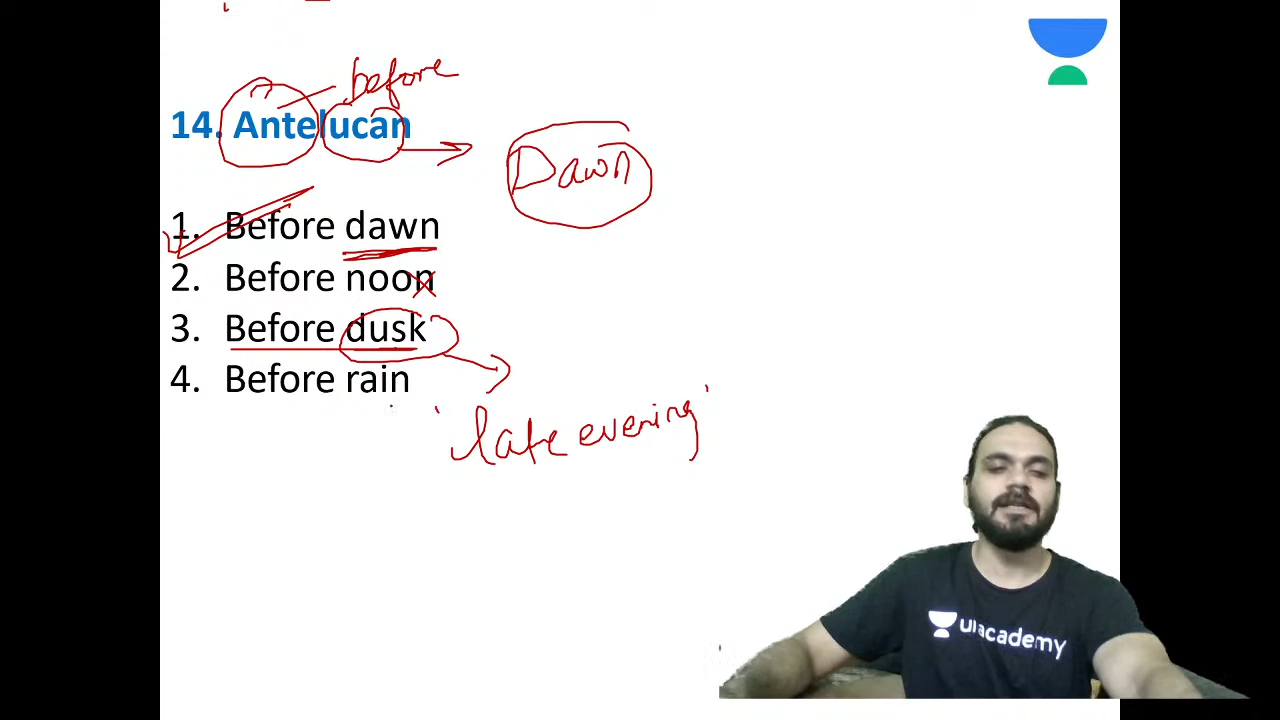 before
14. Antelucan
Dawn
1. Before dawn
2. Before noon
3. Before dusk
4. Before rain
'late evening'
unacademy